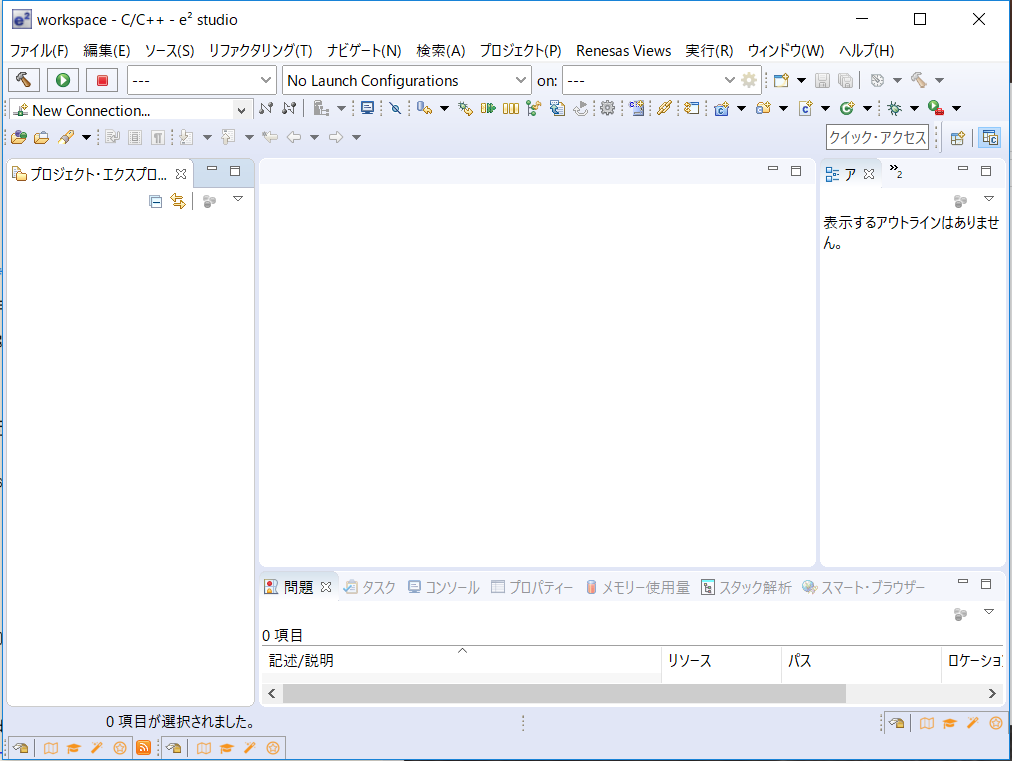 workspace - C/C++ - e² studio
ファイル(F) 編集(E) ソース(S) リファクタリング(T) ナビゲート(N) 検索(A) プロジェクト(P) Renesas Views 実行(R) ウィンドウ(W) ヘルプ(H)
--- No Launch Configurations on: ---
New Connection...
クイック・アクセス
プロジェクト・エクスプロ... ア »2
表示するアウトラインはありませ
ん。
問題 タスク コンソール プロパティー メモリー使用量 スタック解析 スマート・ブラウザー
0 項目
記述/説明 リソース パス ロケーショ
0 項目が選択されました。